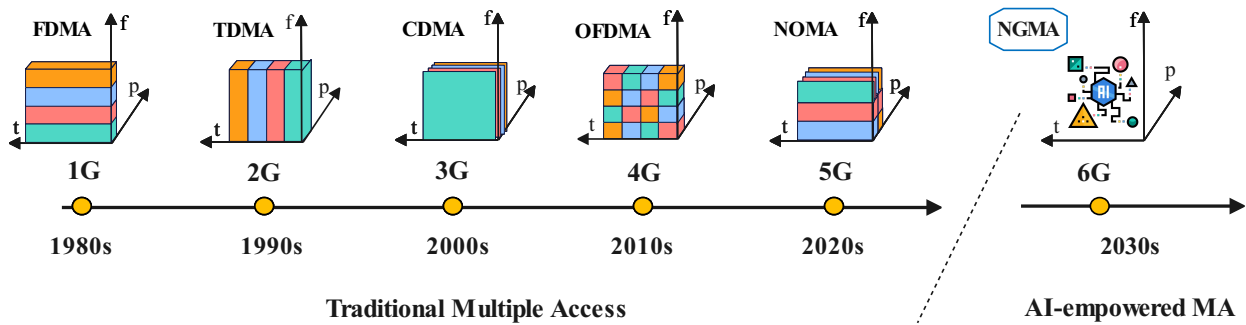 FDMA
f
p
t
TDMA
f
p
t
CDMA
f
p
t
OFDMA
f
p
t
NOMA
f
p
t
NGMA
f
p
t
AI
1G
2G
3G
4G
5G
6G
1980s
1990s
2000s
2010s
2020s
2030s
Traditional Multiple Access
AI-empowered MA